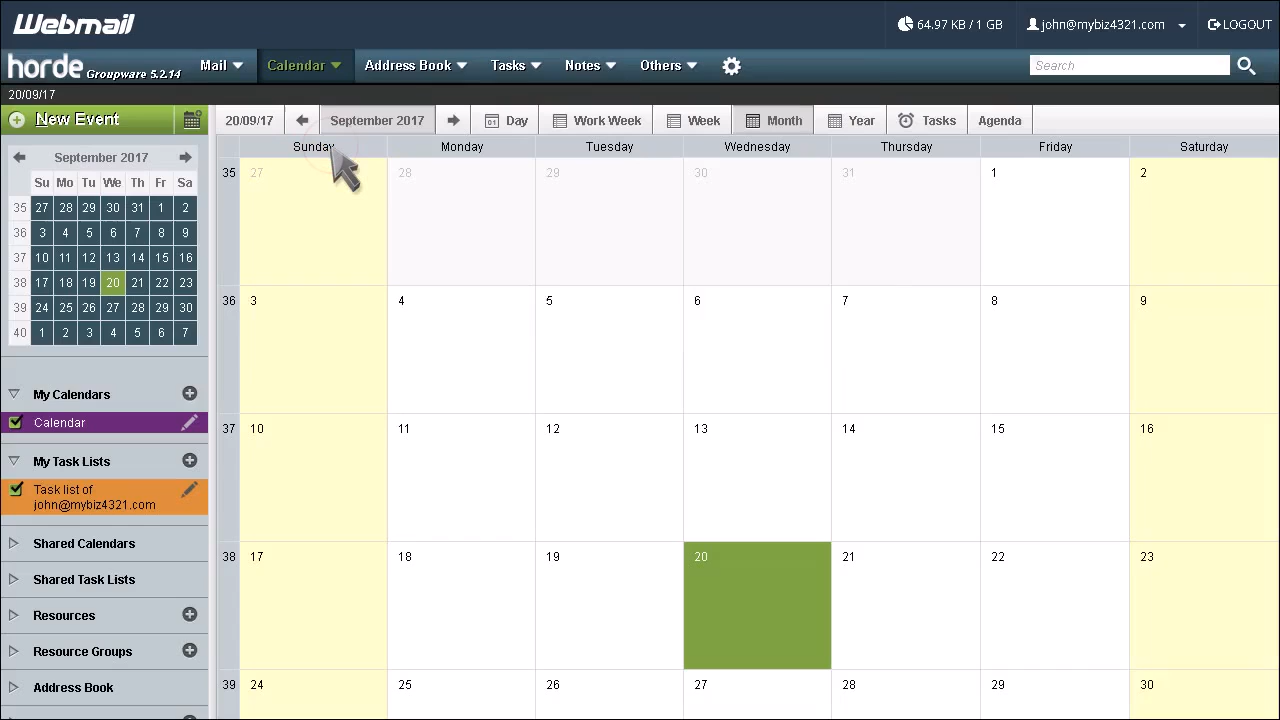 Webmail
64.97 KB / 1 GB
john@mybiz4321.com
LOGOUT
horde Groupware 5.2.14
Mail
Calendar
Address Book
Tasks
Notes
Others
Search
20/09/17
New Event
20/09/17
September 2017
Day
Work Week
Week
Month
Year
Tasks
Agenda
September 2017
Su Mo Tu We Th Fr Sa
35 27 28 29 30 31 1 2
36 3 4 5 6 7 8 9
37 10 11 12 13 14 15 16
38 17 18 19 20 21 22 23
39 24 25 26 27 28 29 30
40 1 2 3 4 5 6 7
My Calendars
Calendar
My Task Lists
Task list of
john@mybiz4321.com
Shared Calendars
Shared Task Lists
Resources
Resource Groups
Address Book
Sunday Monday Tuesday Wednesday Thursday Friday Saturday
35 27 28 29 30 31 1 2
36 3 4 5 6 7 8 9
37 10 11 12 13 14 15 16
38 17 18 19 20 21 22 23
39 24 25 26 27 28 29 30